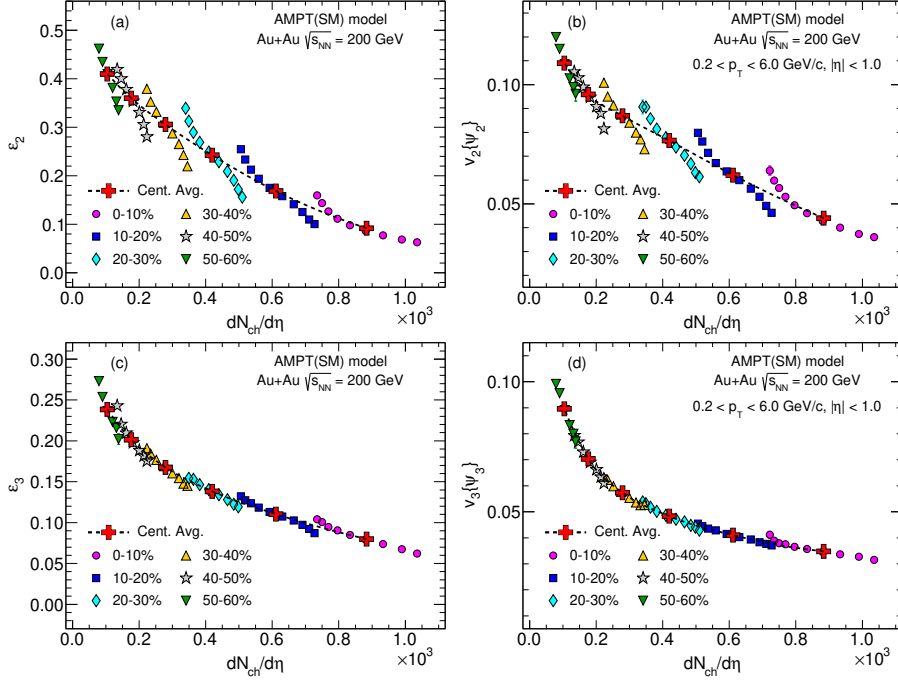 (a)
AMPT(SM) model
Au+Au √sNN = 200 GeV
ε2
0.5
0.4
0.3
0.2
0.1
0.0
Cent. Avg.
0-10%
30-40%
10-20%
40-50%
20-30%
50-60%
0.0
0.2
0.4
0.6
0.8
1.0
×10³
dNch/dη
(b)
AMPT(SM) model
Au+Au √sNN = 200 GeV
0.2 < pT < 6.0 GeV/c, |η| < 1.0
v2{ψ2}
0.10
0.05
Cent. Avg.
0-10%
30-40%
10-20%
40-50%
20-30%
50-60%
0.0
0.2
0.4
0.6
0.8
1.0
×10³
dNch/dη
(c)
AMPT(SM) model
Au+Au √sNN = 200 GeV
ε3
0.30
0.25
0.20
0.15
0.10
0.05
0.00
Cent. Avg.
0-10%
30-40%
10-20%
40-50%
20-30%
50-60%
0.0
0.2
0.4
0.6
0.8
1.0
×10³
dNch/dη
(d)
AMPT(SM) model
Au+Au √sNN = 200 GeV
0.2 < pT < 6.0 GeV/c, |η| < 1.0
v3{ψ3}
0.10
0.05
Cent. Avg.
0-10%
30-40%
10-20%
40-50%
20-30%
50-60%
0.0
0.2
0.4
0.6
0.8
1.0
×10³
dNch/dη